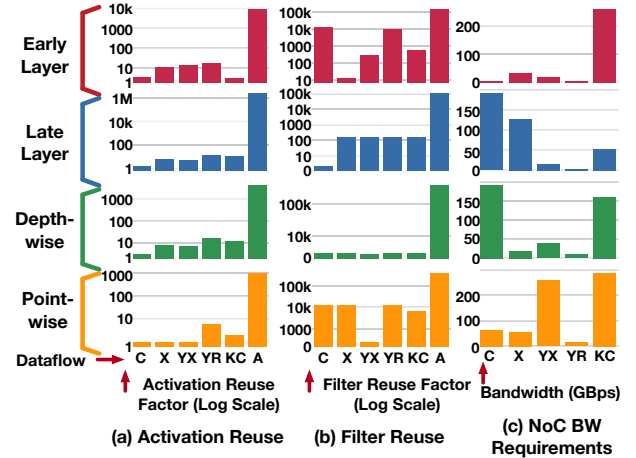 Early
Layer
10k
1000
100
10
1
10k
1000
100
10
1
200
100
0
Late
Layer
1M
10k
100
1
100k
10k
1000
100
10
0
150
100
50
0
Depth-
wise
1000
100
10
1
10k
0
150
100
50
0
Point-
wise
1000
100
10
1
100k
10k
1000
0
200
100
0
Dataflow
C X YX YR KC A
C X YX YR KC A
C X YX YR KC
Activation Reuse
Factor (Log Scale)
Filter Reuse Factor
(Log Scale)
Bandwidth (GBps)
(a) Activation Reuse
(b) Filter Reuse
(c) NoC BW
Requirements